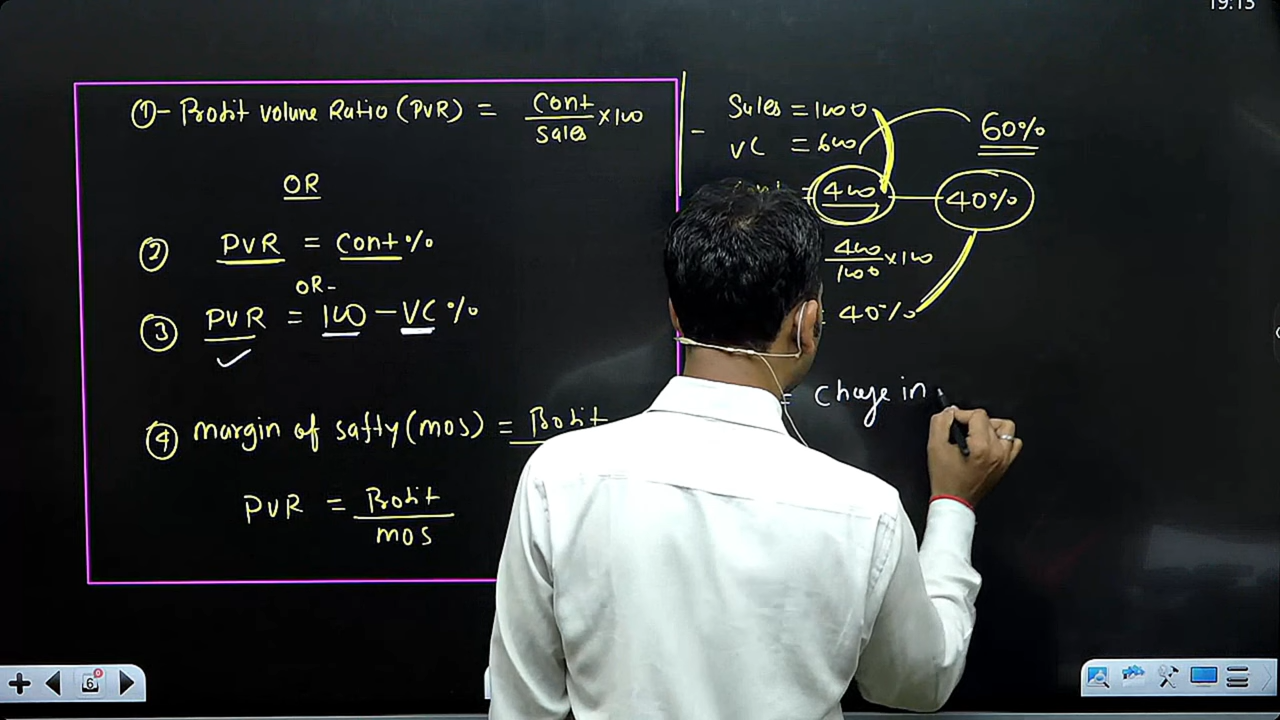 19:13
①- Profit volume Ratio (PVR) = Cont / Sales × 100
OR
② PVR = Cont %
OR-
③ PVR = 100 - VC %
④ margin of safty (mos) = Profit
PVR = Profit / mos
- Sales = 1000
VC = 600
60%
= 400 40%
400 / 1000 × 100
= 40%
= Chage in
6